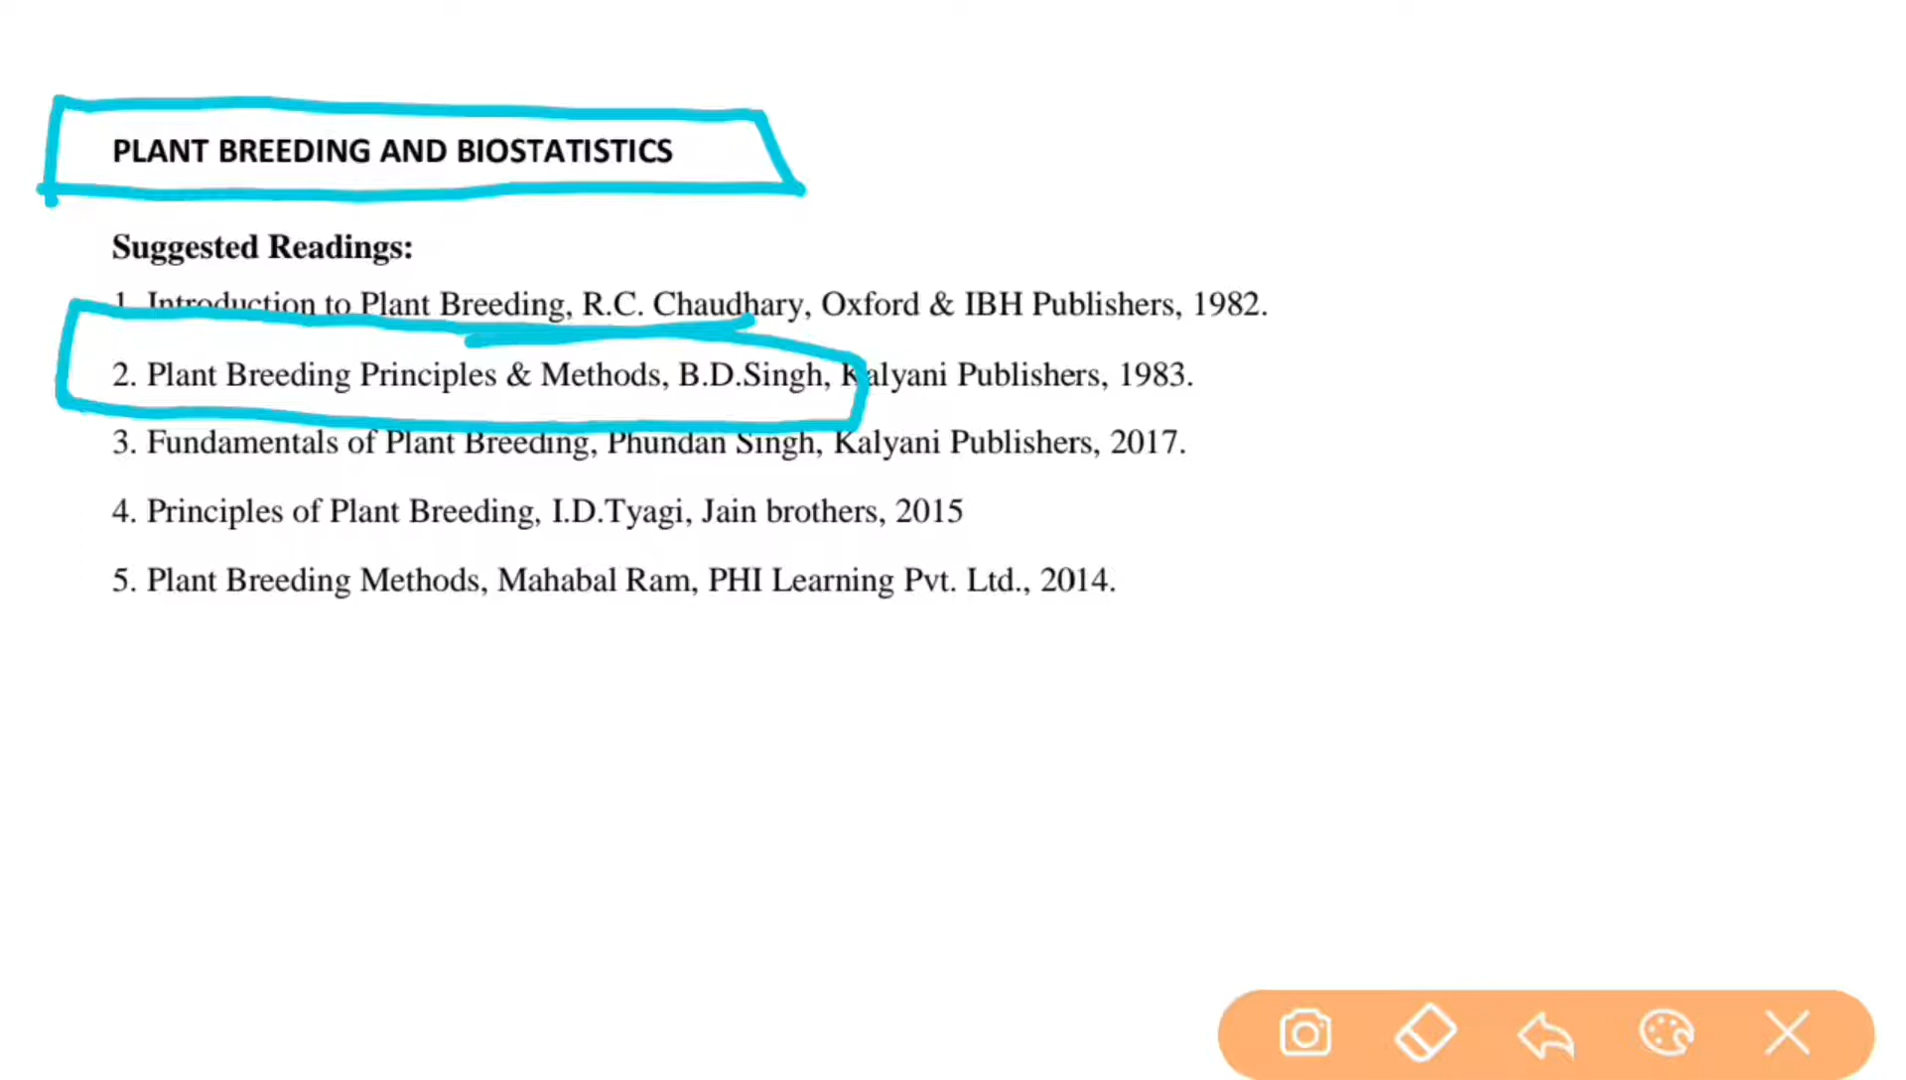 PLANT BREEDING AND BIOSTATISTICS
Suggested Readings:
1. Introduction to Plant Breeding, R.C. Chaudhary, Oxford & IBH Publishers, 1982.
2. Plant Breeding Principles & Methods, B.D.Singh, Kalyani Publishers, 1983.
3. Fundamentals of Plant Breeding, Phundan Singh, Kalyani Publishers, 2017.
4. Principles of Plant Breeding, I.D.Tyagi, Jain brothers, 2015
5. Plant Breeding Methods, Mahabal Ram, PHI Learning Pvt. Ltd., 2014.